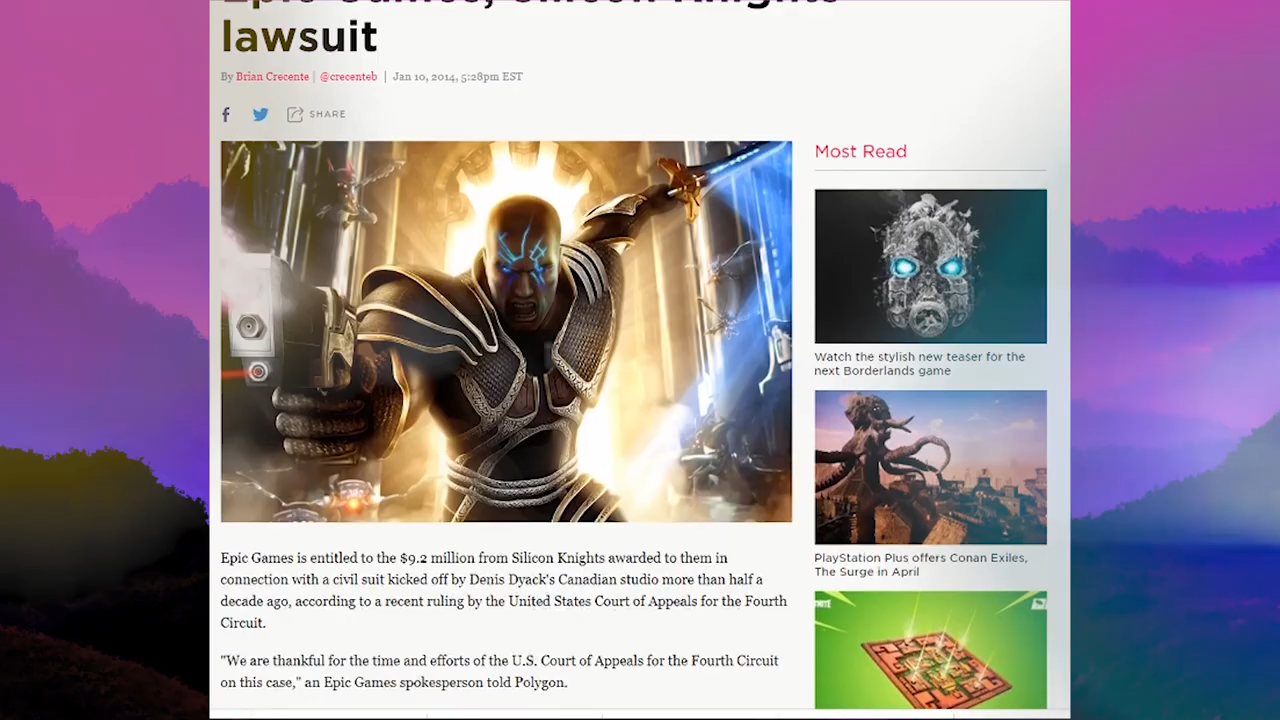 Epic Games, Silicon Knights
lawsuit
By Brian Crecente | @crecenteb | Jan 10, 2014, 5:28pm EST
SHARE
Most Read
Watch the stylish new teaser for the
next Borderlands game
PlayStation Plus offers Conan Exiles,
The Surge in April
Epic Games is entitled to the $9.2 million from Silicon Knights awarded to them in
connection with a civil suit kicked off by Denis Dyack's Canadian studio more than half a
decade ago, according to a recent ruling by the United States Court of Appeals for the Fourth
Circuit.
"We are thankful for the time and efforts of the U.S. Court of Appeals for the Fourth Circuit
on this case," an Epic Games spokesperson told Polygon.